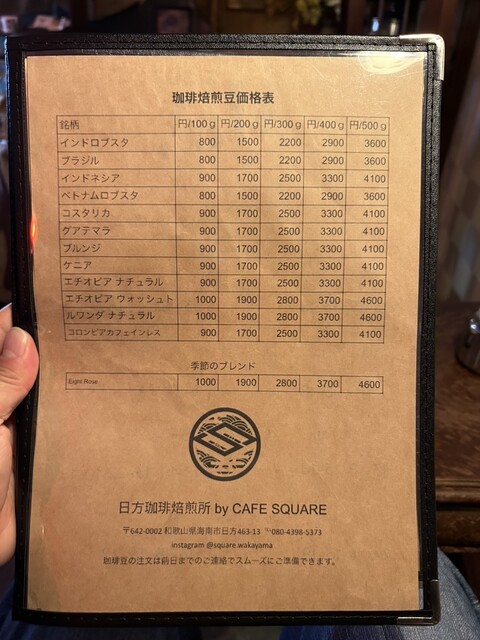 珈琲焙煎豆価格表
銘柄 円/100g 円/200g 円/300g 円/400g 円/500g
インドロブスタ 800 1500 2200 2900 3600
ブラジル 800 1500 2200 2900 3600
インドネシア 900 1700 2500 3300 4100
ベトナムロブスタ 800 1500 2200 2900 3600
コスタリカ 900 1700 2500 3300 4100
グアテマラ 900 1700 2500 3300 4100
ブルンジ 900 1700 2500 3300 4100
ケニア 900 1700 2500 3300 4100
エチオピア ナチュラル 900 1700 2500 3300 4100
エチオピア ウォッシュト 1000 1900 2800 3700 4600
ルワンダ ナチュラル 1000 1900 2800 3700 4600
コロンビアカフェインレス 900 1700 2500 3300 4100
季節のブレンド
Eight Rose 1000 1900 2800 3700 4600
日方珈琲焙煎所 by CAFE SQUARE
〒642-0002 和歌山県海南市日方463-13 ℡080-4398-5373
instagram @square.wakayama
珈琲豆の注文は前日までのご連絡でスムーズにご準備できます。